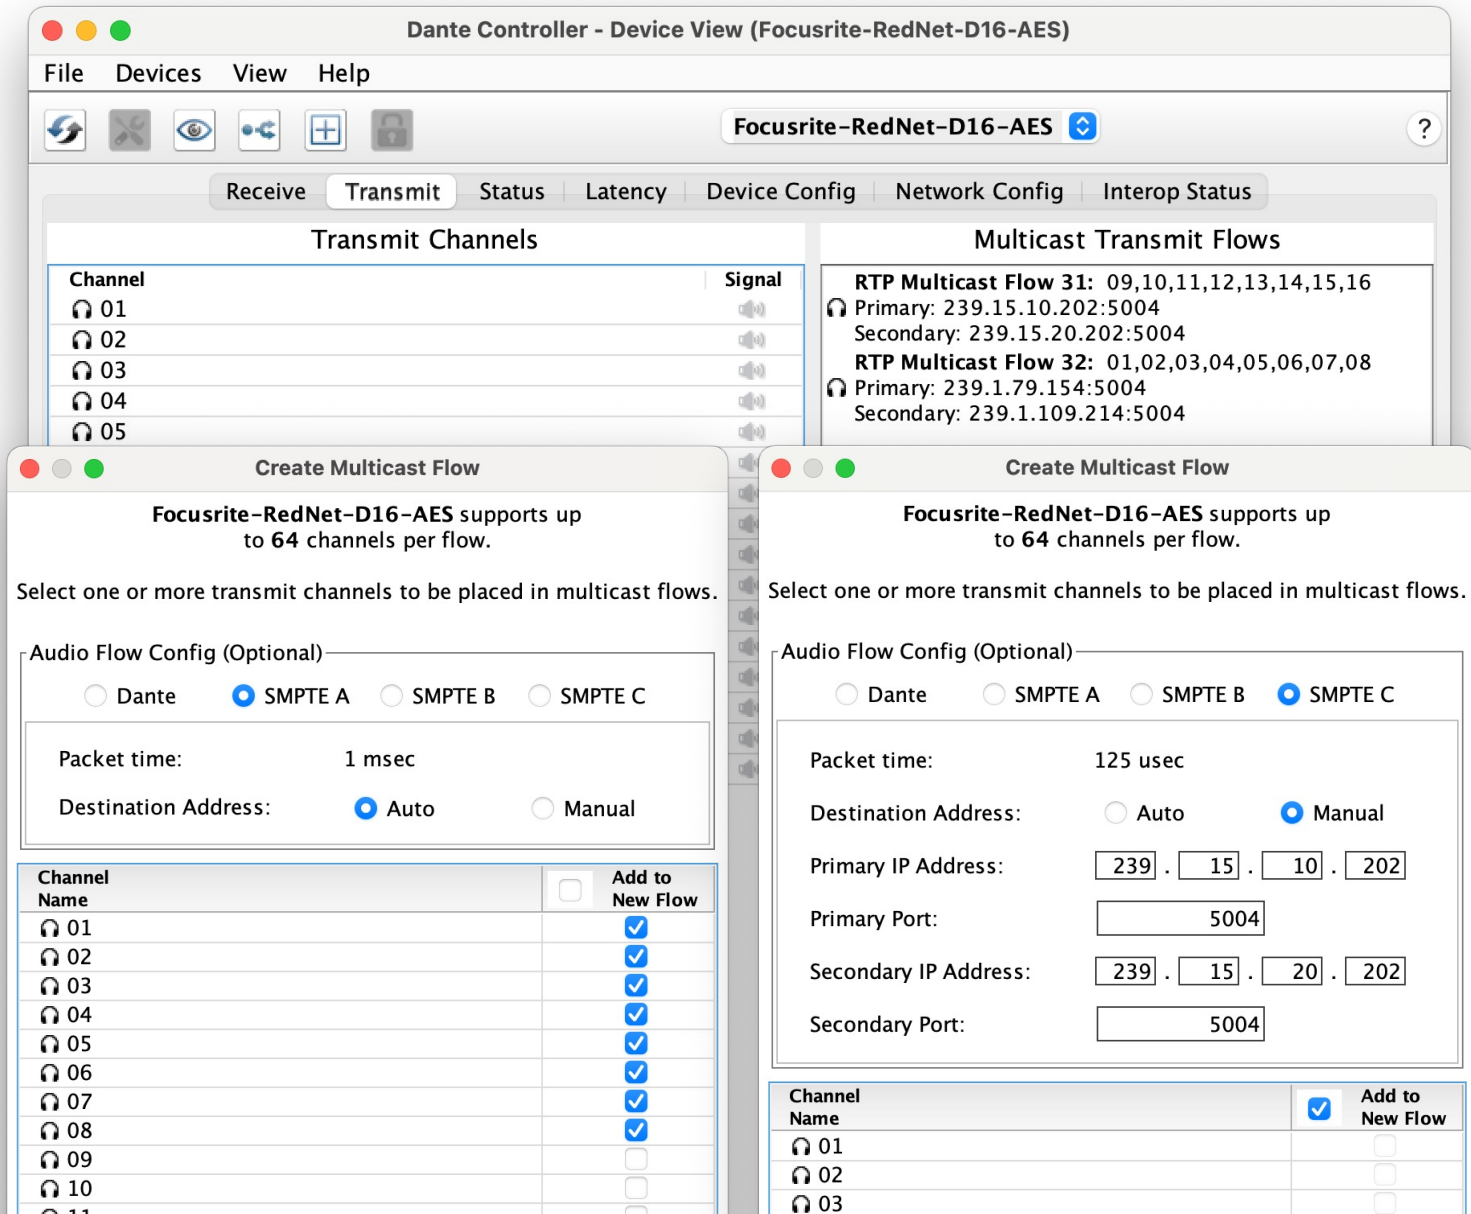 Dante Controller - Device View (Focusrite-RedNet-D16-AES)
File Devices View Help
Focusrite-RedNet-D16-AES
?
Receive Transmit Status Latency Device Config Network Config Interop Status
Transmit Channels
Channel Signal
01
02
03
04
05
Multicast Transmit Flows
RTP Multicast Flow 31: 09,10,11,12,13,14,15,16
Primary: 239.15.10.202:5004
Secondary: 239.15.20.202:5004
RTP Multicast Flow 32: 01,02,03,04,05,06,07,08
Primary: 239.1.79.154:5004
Secondary: 239.1.109.214:5004
Create Multicast Flow
Focusrite-RedNet-D16-AES supports up
to 64 channels per flow.
Select one or more transmit channels to be placed in multicast flows.
Audio Flow Config (Optional)
Dante SMPTE A SMPTE B SMPTE C
Packet time: 1 msec
Destination Address: Auto Manual
Channel
Name
Add to
New Flow
01
02
03
04
05
06
07
08
09
10
11
Create Multicast Flow
Focusrite-RedNet-D16-AES supports up
to 64 channels per flow.
Select one or more transmit channels to be placed in multicast flows.
Audio Flow Config (Optional)
Dante SMPTE A SMPTE B SMPTE C
Packet time: 125 usec
Destination Address: Auto Manual
Primary IP Address: 239 . 15 . 10 . 202
Primary Port: 5004
Secondary IP Address: 239 . 15 . 20 . 202
Secondary Port: 5004
Channel
Name
Add to
New Flow
01
02
03